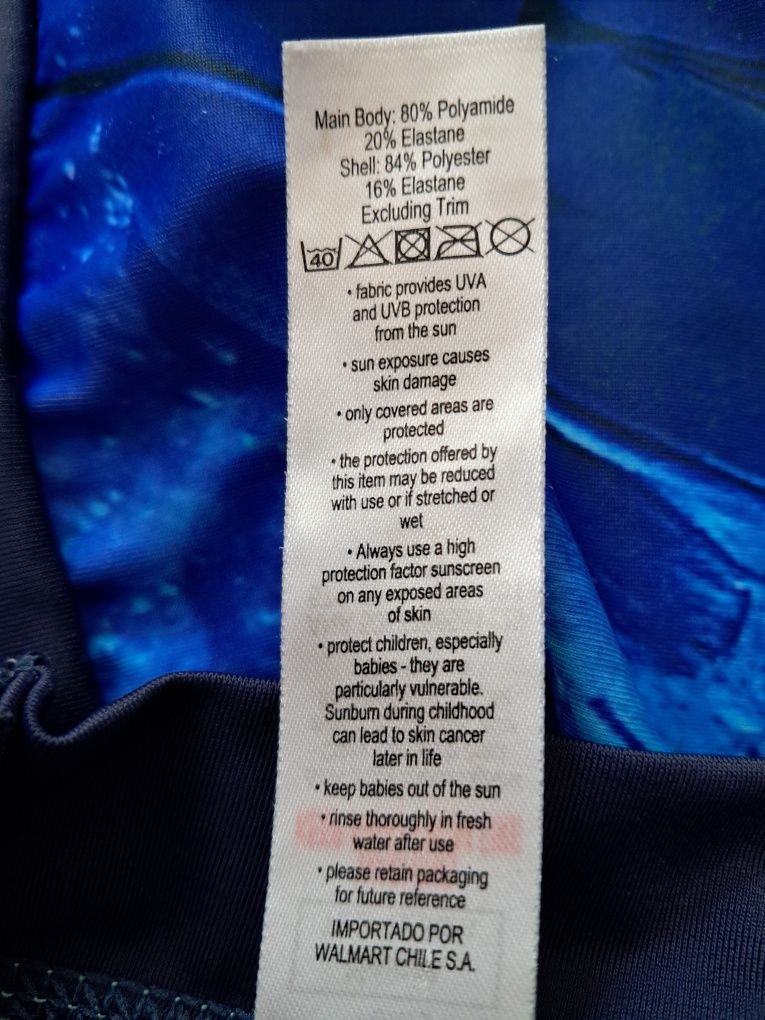 Main Body: 80% Polyamide
20% Elastane
Shell: 84% Polyester
16% Elastane
Excluding Trim
40
• fabric provides UVA
and UVB protection
from the sun
• sun exposure causes
skin damage
• only covered areas are
protected
• the protection offered by
this item may be reduced
with use or if stretched or
wet
• Always use a high
protection factor sunscreen
on any exposed areas
of skin
• protect children, especially
babies - they are
particularly vulnerable.
Sunburn during childhood
can lead to skin cancer
later in life
• keep babies out of the sun
• rinse thoroughly in fresh
water after use
• please retain packaging
for future reference
IMPORTADO POR
WALMART CHILE S.A.